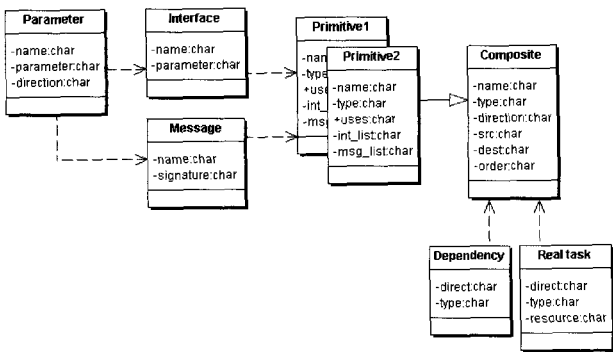 Parameter
-name:char
-parameter:char
-direction:char
Interface
-name:char
-parameter:char
Message
-name:char
-signature:char
Primitive1
Primitive2
-name:char
-type:char
+uses:char
-int_list:char
-msg_list:char
Composite
-name:char
-type:char
-direction:char
-src:char
-dest:char
-order:char
Dependency
-direct:char
-type:char
Real task
-direct:char
-type:char
-resource:char